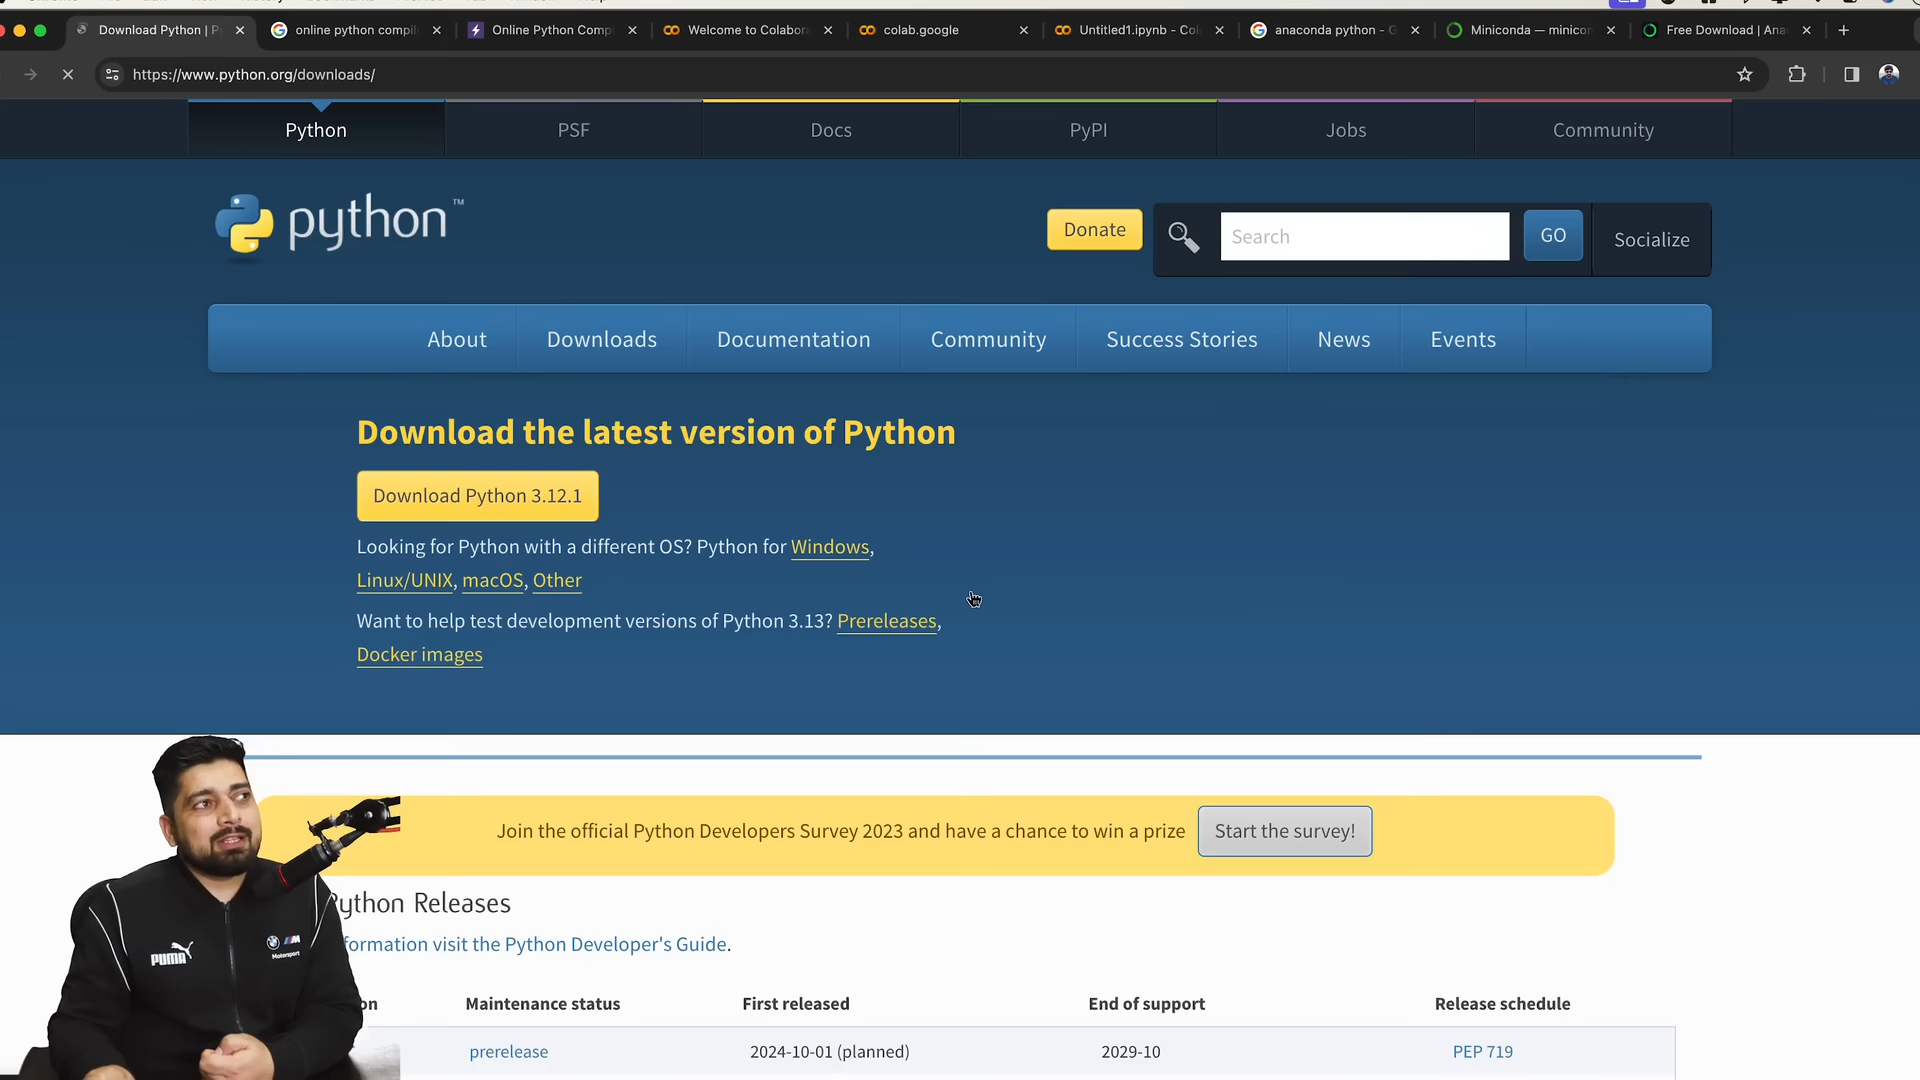 Download Python | P
online python compil
Online Python Comp
Welcome to Colabora
colab.google
Untitled1.ipynb - Col
anaconda python - G
Miniconda — minicon
Free Download | Ana
https://www.python.org/downloads/
Python
PSF
Docs
PyPI
Jobs
Community
python™
Donate
Search
GO
Socialize
About
Downloads
Documentation
Community
Success Stories
News
Events
Download the latest version of Python
Download Python 3.12.1
Looking for Python with a different OS? Python for Windows,
Linux/UNIX, macOS, Other
Want to help test development versions of Python 3.13? Prereleases,
Docker images
Join the official Python Developers Survey 2023 and have a chance to win a prize
Start the survey!
Python Releases
formation visit the Python Developer's Guide.
on
Maintenance status
First released
End of support
Release schedule
prerelease
2024-10-01 (planned)
2029-10
PEP 719
PUMA
Motorsport